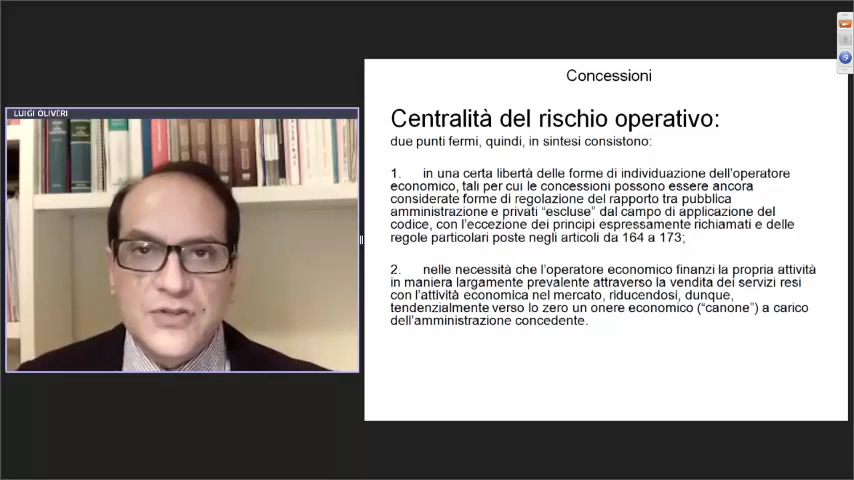 LUIGI OLIVERI
Concessioni
Centralità del rischio operativo:
due punti fermi, quindi, in sintesi consistono:
1. in una certa libertà delle forme di individuazione dell'operatore
economico, tali per cui le concessioni possono essere ancora
considerate forme di regolazione del rapporto tra pubblica
amministrazione e privati "escluse" dal campo di applicazione del
codice, con l'eccezione dei principi espressamente richiamati e delle
regole particolari poste negli articoli da 164 a 173;
2. nelle necessità che l'operatore economico finanzi la propria attività
in maniera largamente prevalente attraverso la vendita dei servizi resi
con l'attività economica nel mercato, riducendosi, dunque,
tendenzialmente verso lo zero un onere economico ("canone") a carico
dell'amministrazione concedente.